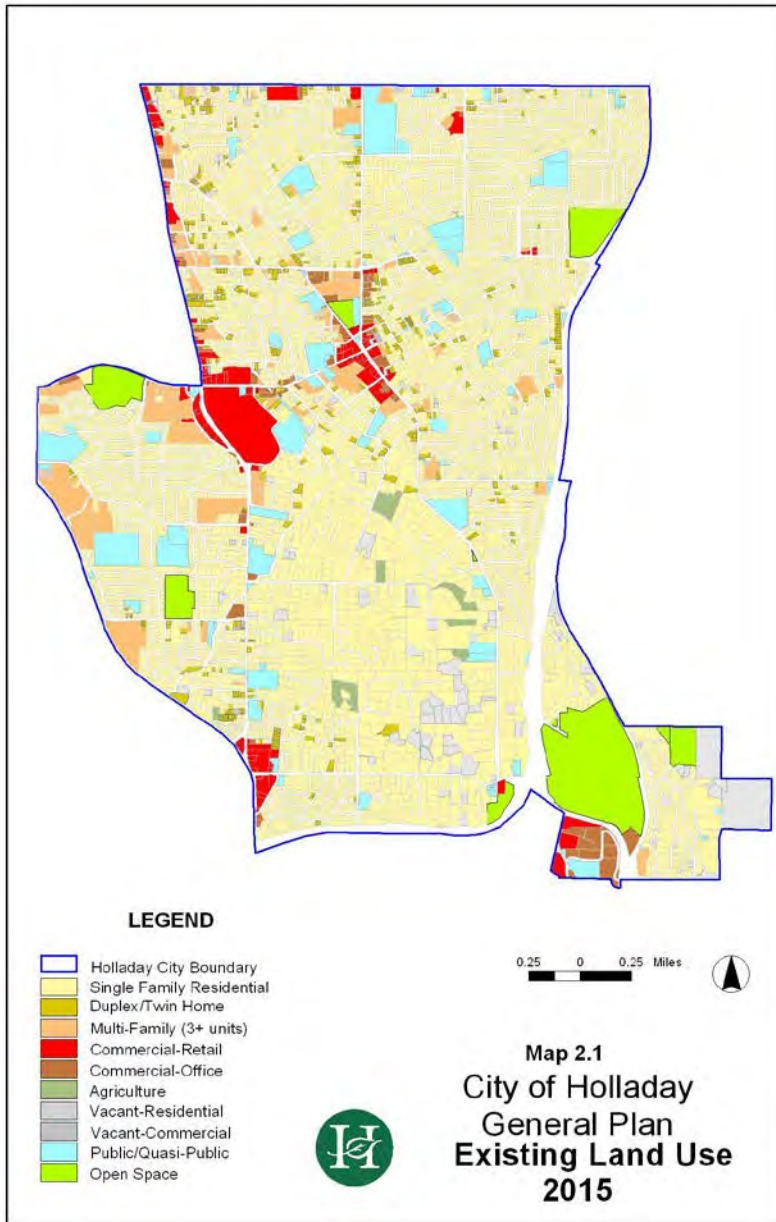 LEGEND
Holladay City Boundary
Single Family Residential
Duplex/Twin Home
Multi-Family (3+ units)
Commercial-Retail
Commercial-Office
Agriculture
Vacant-Residential
Vacant-Commercial
Public/Quasi-Public
Open Space
0.25 0 0.25 Miles
Map 2.1
City of Holladay
General Plan
Existing Land Use
2015
H